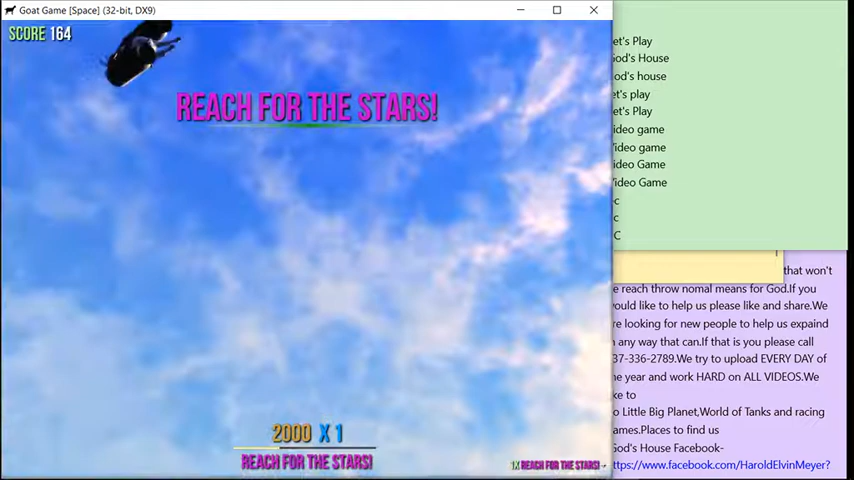 Goat Game [Space] (32-bit, DX9)
SCORE 164
REACH FOR THE STARS!
2000 X 1
REACH FOR THE STARS!
1X REACH FOR THE STARS!
et's Play
God's House
God's house
et's play
et's Play
ideo game
Video game
ideo Game
Video Game
c
c
C
that won't
e reach throw nomal means for God.If you
ould like to help us please like and share.We
re looking for new people to help us expaind
n any way that can.If that is you please call
37-336-2789.We try to upload EVERY DAY of
he year and work HARD on ALL VIDEOS.We
ke to
o Little Big Planet,World of Tanks and racing
ames.Places to find us
God's House Facebook-
ttps://www.facebook.com/HaroldElvinMeyer?